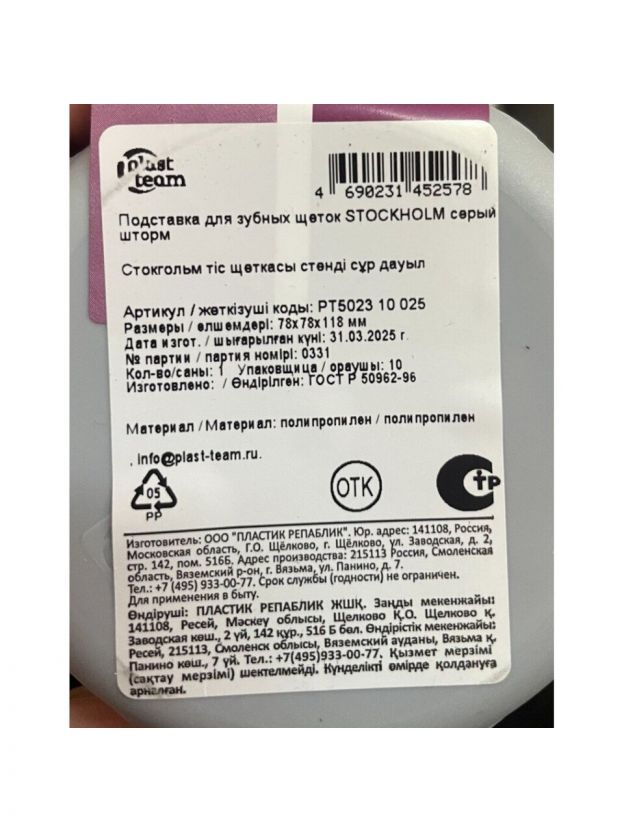 plast
team
4 690231 452578
Подставка для зубных щеток STOCKHOLM серый
шторм
Стокгольм тіс щеткасы стенді сұр дауыл
Артикул / жеткізуші коды: PT5023 10 025
Размеры / өлшемдері: 78х78х118 мм
Дата изгот. / шығарылған күні: 31.03.2025 г.
№ партии / партия номірі: 0331
Кол-во/саны: 1 Упаковщица / ораушы: 10
Изготовлено: / Өндірілген: ГОСТ Р 50962-96
Материал / Материал: полипропилен / полипропилен
. info@plast-team.ru.
05
PP
ОТК
Стр
Изготовитель: ООО "ПЛАСТИК РЕПАБЛИК". Юр. адрес: 141108, Россия,
Московская область, Г.О. Щёлково, г. Щёлково, ул. Заводская, д. 2,
стр. 142, пом. 516Б. Адрес производства: 215113 Россия, Смоленская
область, Вяземский р-он, г. Вязьма, ул. Панино, д. 7.
Тел.: +7 (495) 933-00-77. Срок службы (годности) не ограничен.
Для применения в быту.
Өндіруші: ПЛАСТИК РЕПАБЛИК ЖШҚ. Заңды мекенжайы:
141108, Ресей, Мәскеу облысы, Щелково Қ.О. Щелково қ.
Заводская көш., 2 үй, 142 құр., 516 Б бөл. Өндірістік мекенжайы:
Ресей, 215113, Смоленск облысы, Вяземский ауданы, Вязьма қ.
Панино көш., 7 үй. Тел.: +7(495)933-00-77. Қызмет мерзімі
(сақтау мерзімі) шектелмейді. Күнделікті өмірде қолдануға
арналған.